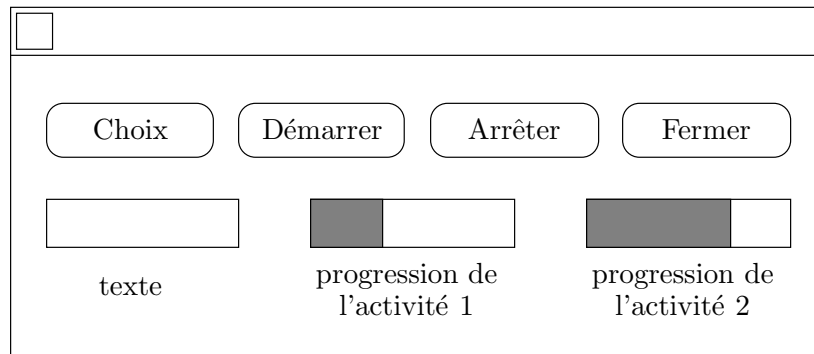 Choix Démarrer Arrêter Fermer
texte
progression de
l'activité 1
progression de
l'activité 2